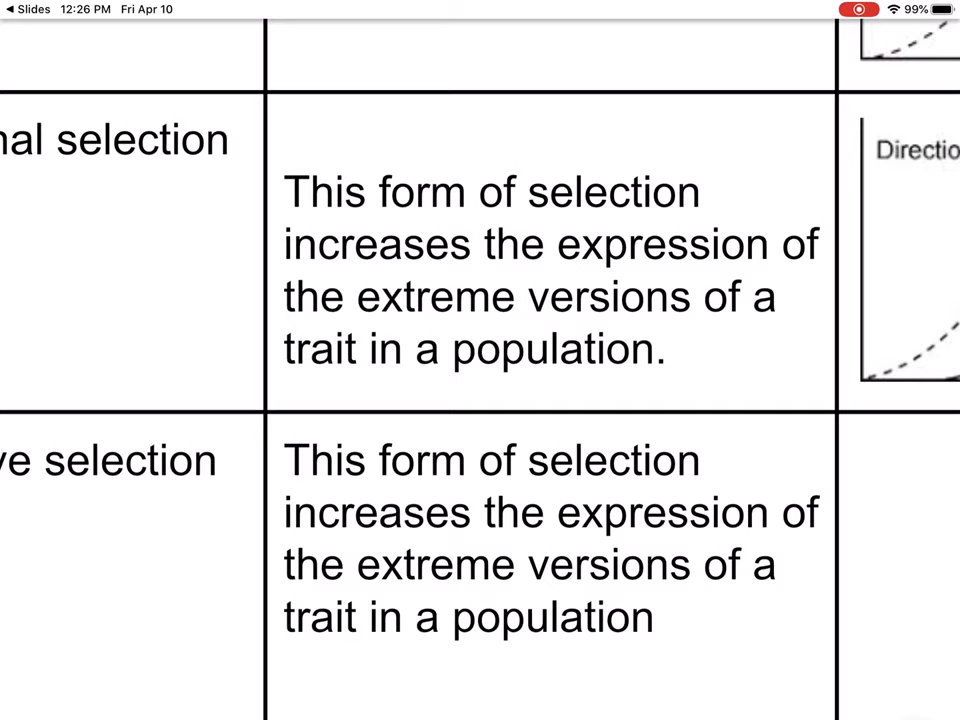 Slides 12:26 PM Fri Apr 10 99%
nal selection
This form of selection
increases the expression of
the extreme versions of a
trait in a population.
Directio
ve selection
This form of selection
increases the expression of
the extreme versions of a
trait in a population